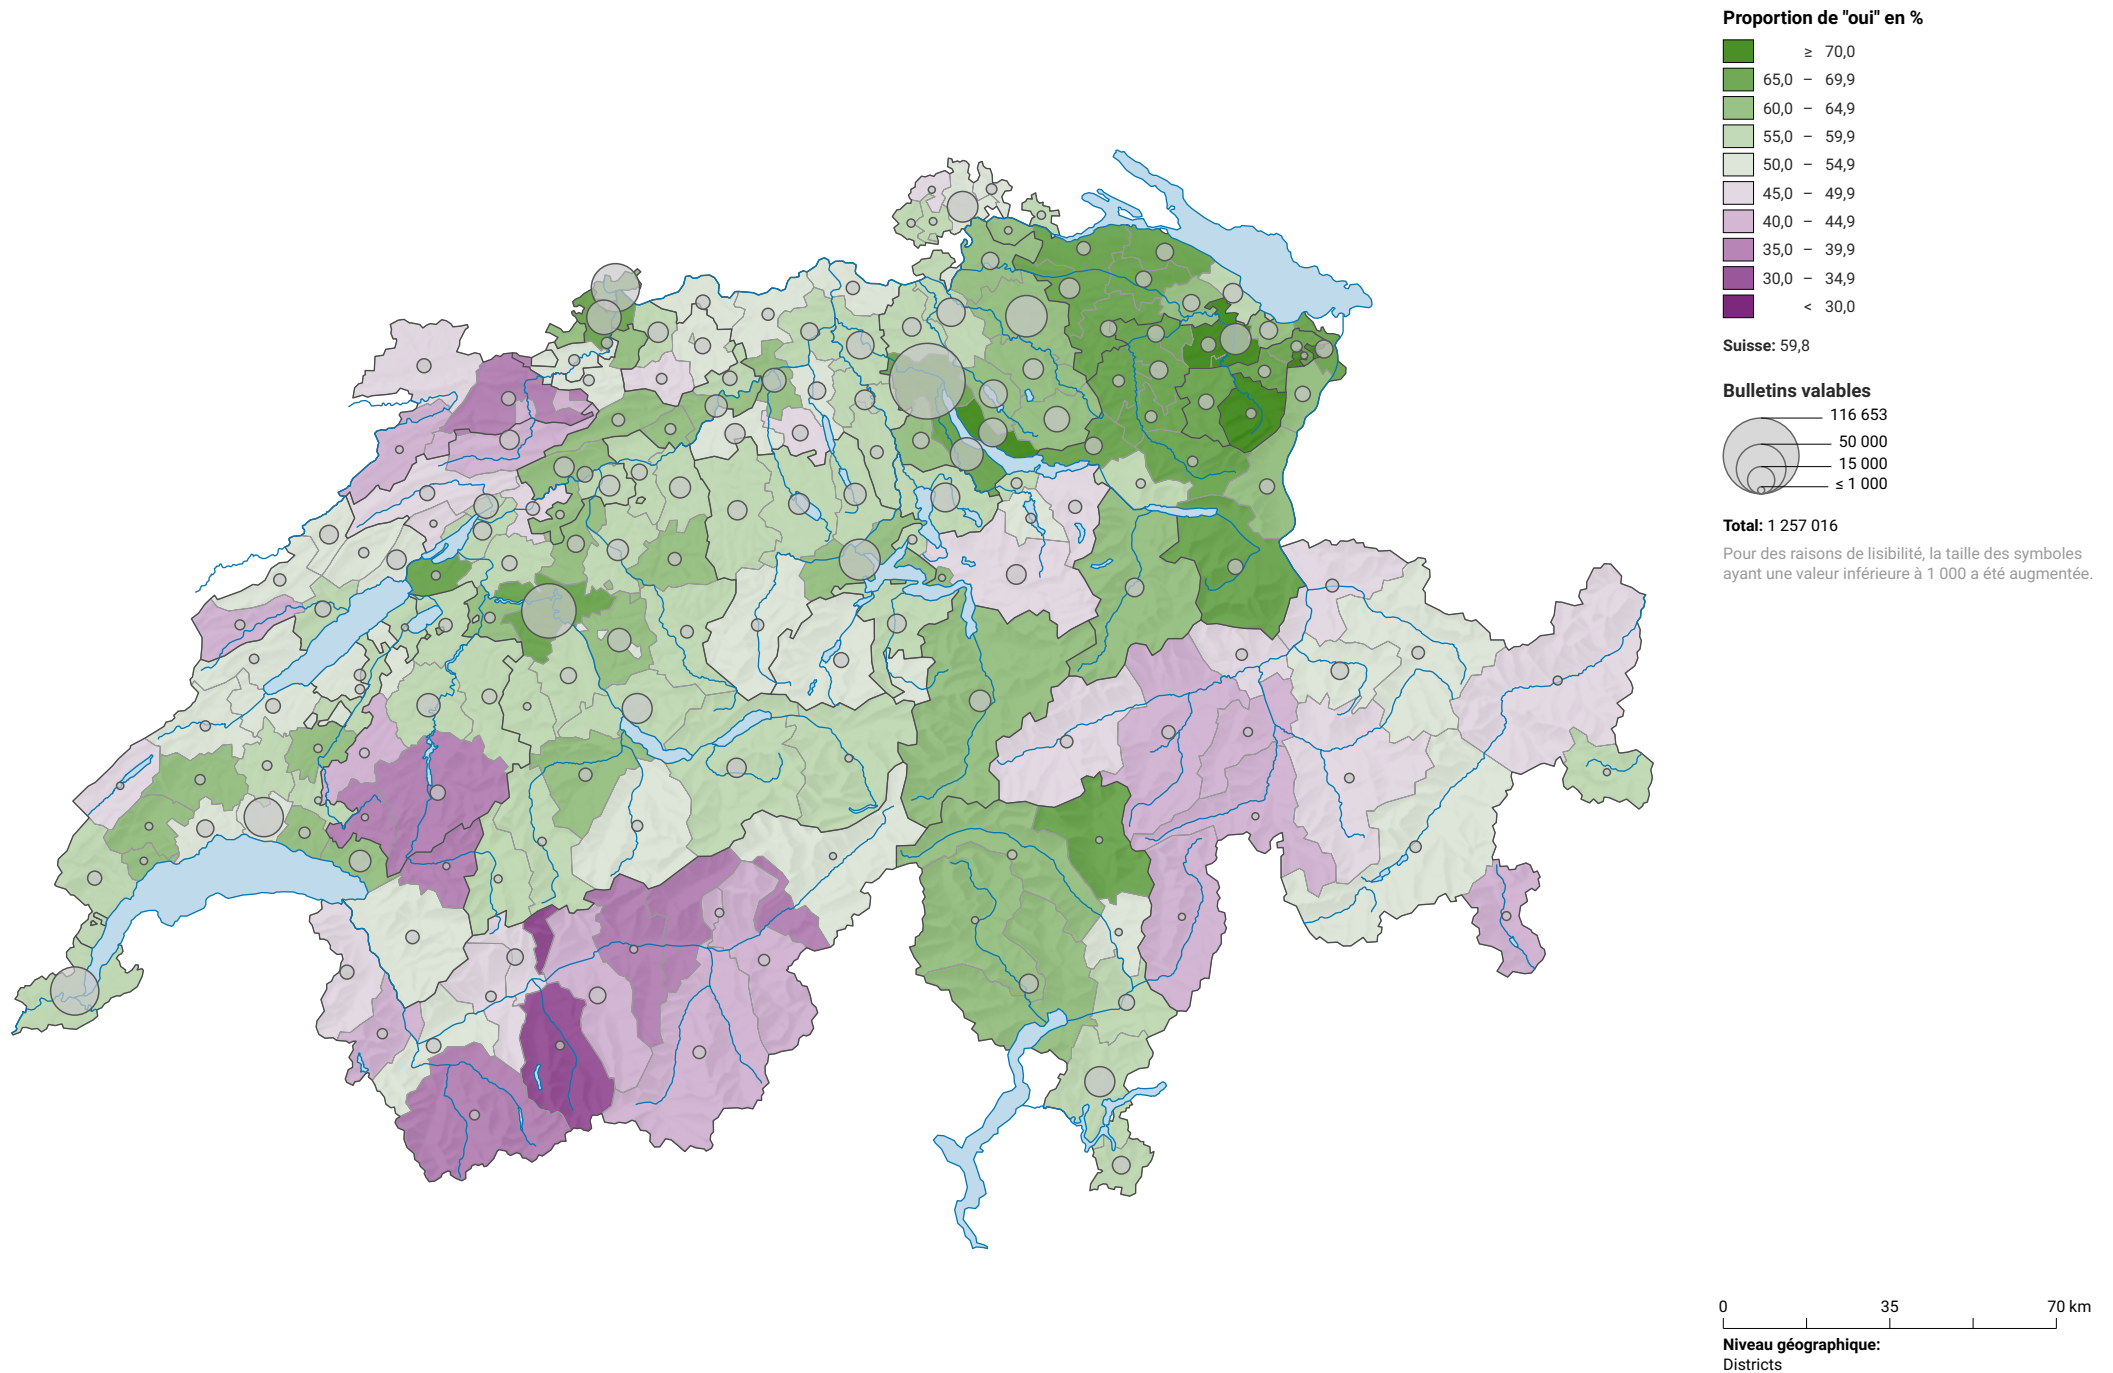 Proportion de "oui" en %
≥ 70,0
65,0 – 69,9
60,0 – 64,9
55,0 – 59,9
50,0 – 54,9
45,0 – 49,9
40,0 – 44,9
35,0 – 39,9
30,0 – 34,9
< 30,0
Suisse: 59,8
Bulletins valables
116 653
50 000
15 000
≤ 1 000
Total: 1 257 016
Pour des raisons de lisibilité, la taille des symboles
ayant une valeur inférieure à 1 000 a été augmentée.
0 35 70 km
Niveau géographique:
Districts